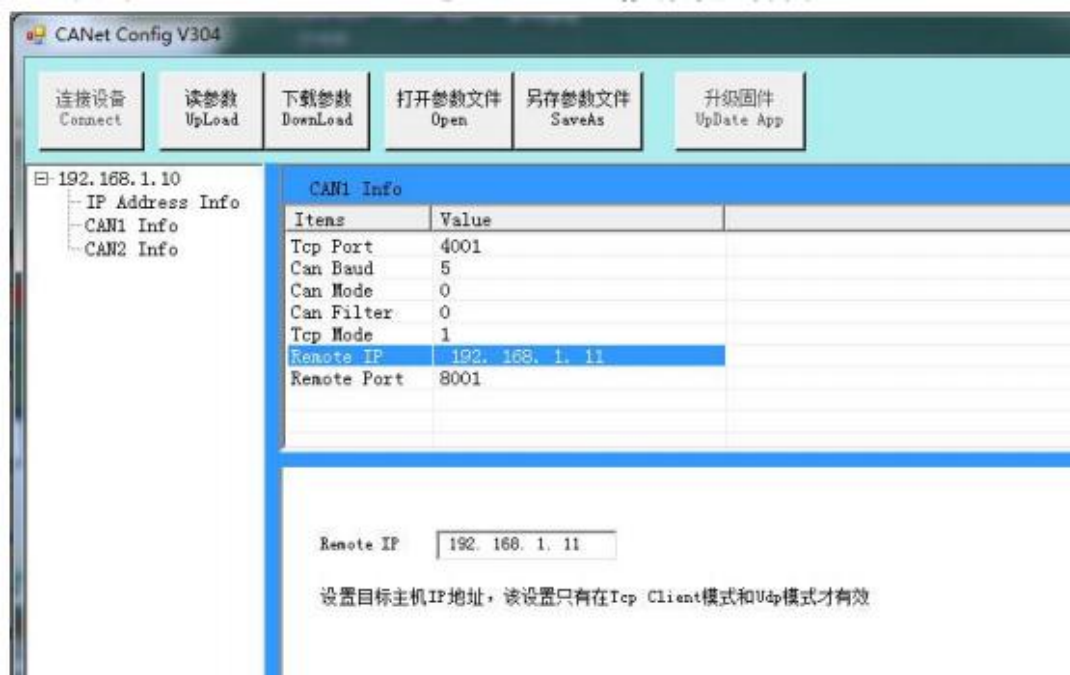 CANet Config V304
连接设备
Connect
读参数
UpLoad
下载参数
DownLoad
打开参数文件
Open
另存参数文件
SaveAs
升级固件
UpDate App
192.168.1.10
IP Address Info
CAN1 Info
CAN2 Info
CAN1 Info
Items Value
Tcp Port 4001
Can Baud 5
Can Mode 0
Can Filter 0
Tcp Mode 1
Remote IP 192. 168. 1. 11
Remote Port 8001
Remote IP 192. 168. 1. 11
设置目标主机IP地址，该设置只有在Tcp Client模式和Udp模式才有效